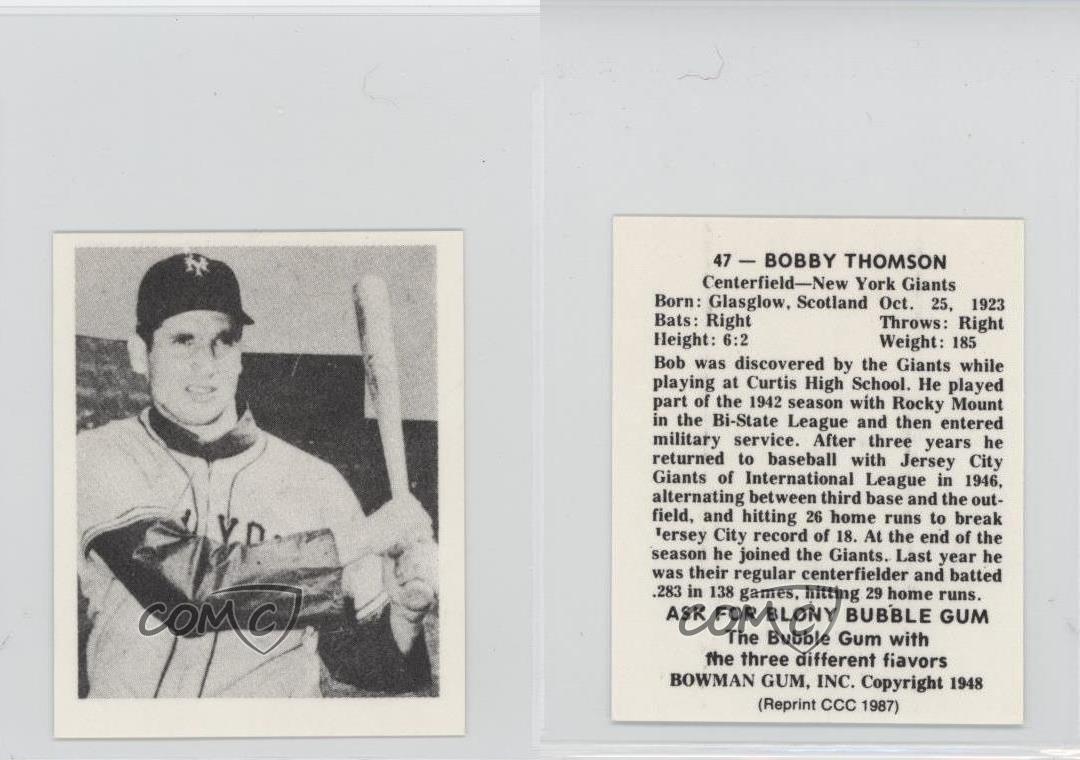 NY
NYD
COMC
47 — BOBBY THOMSON
Centerfield—New York Giants
Born: Glasglow, Scotland Oct. 25, 1923
Bats: Right Throws: Right
Height: 6:2 Weight: 185
Bob was discovered by the Giants while
playing at Curtis High School. He played
part of the 1942 season with Rocky Mount
in the Bi-State League and then entered
military service. After three years he
returned to baseball with Jersey City
Giants of International League in 1946,
alternating between third base and the out-
field, and hitting 26 home runs to break
Jersey City record of 18. At the end of the
season he joined the Giants. Last year he
was their regular centerfielder and batted
.283 in 138 games, hitting 29 home runs.
ASK FOR BLONY BUBBLE GUM
COMC
The Bubble Gum with
the three different flavors
BOWMAN GUM, INC. Copyright 1948
(Reprint CCC 1987)